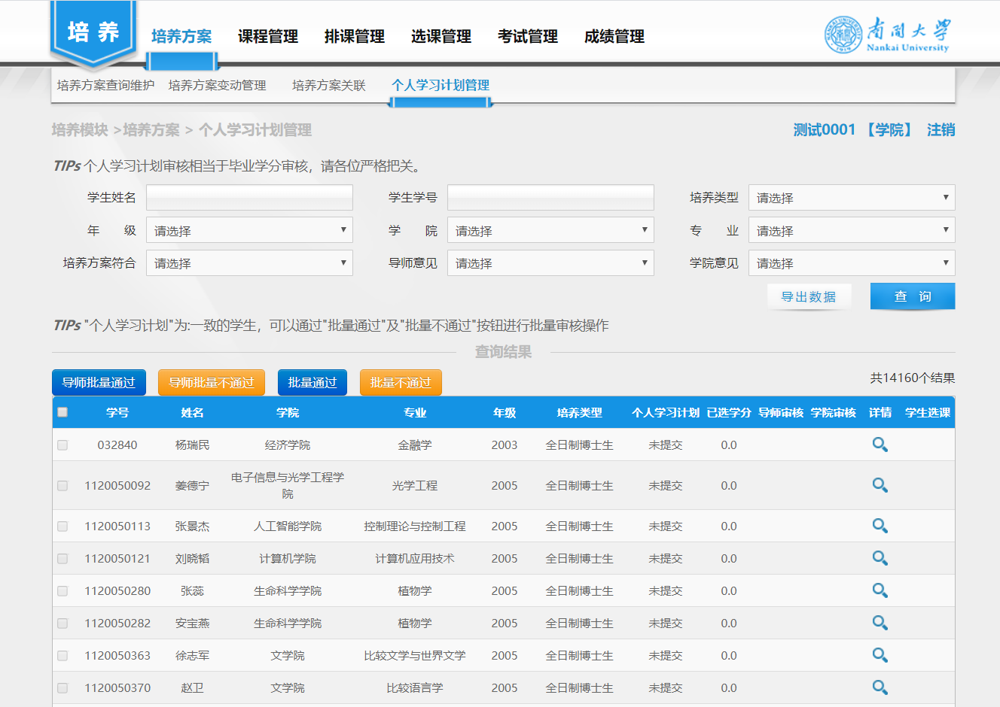 培 养
培养方案 课程管理 排课管理 选课管理 考试管理 成绩管理
南开大学
Nankai University
培养方案查询维护 培养方案变动管理 培养方案关联 个人学习计划管理
培养模块 >培养方案 > 个人学习计划管理
测试0001 【学院】 注销
TIPs 个人学习计划审核相当于毕业学分审核，请各位严格把关。
学生姓名 学生学号 培养类型 请选择
年 级 请选择 学 院 请选择 专 业 请选择
培养方案符合 请选择 导师意见 请选择 学院意见 请选择
导出数据 查 询
TIPs "个人学习计划"为:一致的学生，可以通过"批量通过"及"批量不通过"按钮进行批量审核操作
查询结果
导师批量通过 导师批量不通过 批量通过 批量不通过 共14160个结果
学号 姓名 学院 专业 年级 培养类型 个人学习计划 已选学分 导师审核 学院审核 详情 学生选课
032840 杨瑞民 经济学院 金融学 2003 全日制博士生 未提交 0.0
1120050092 姜德宁 电子信息与光学工程学院 光学工程 2005 全日制博士生 未提交 0.0
1120050113 张景杰 人工智能学院 控制理论与控制工程 2005 全日制博士生 未提交 0.0
1120050121 刘晓韬 计算机学院 计算机应用技术 2005 全日制博士生 未提交 0.0
1120050280 张蕊 生命科学学院 植物学 2005 全日制博士生 未提交 0.0
1120050282 安宝燕 生命科学学院 植物学 2005 全日制博士生 未提交 0.0
1120050363 徐志军 文学院 比较文学与世界文学 2005 全日制博士生 未提交 0.0
1120050370 赵卫 文学院 比较语言学 2005 全日制博士生 未提交 0.0